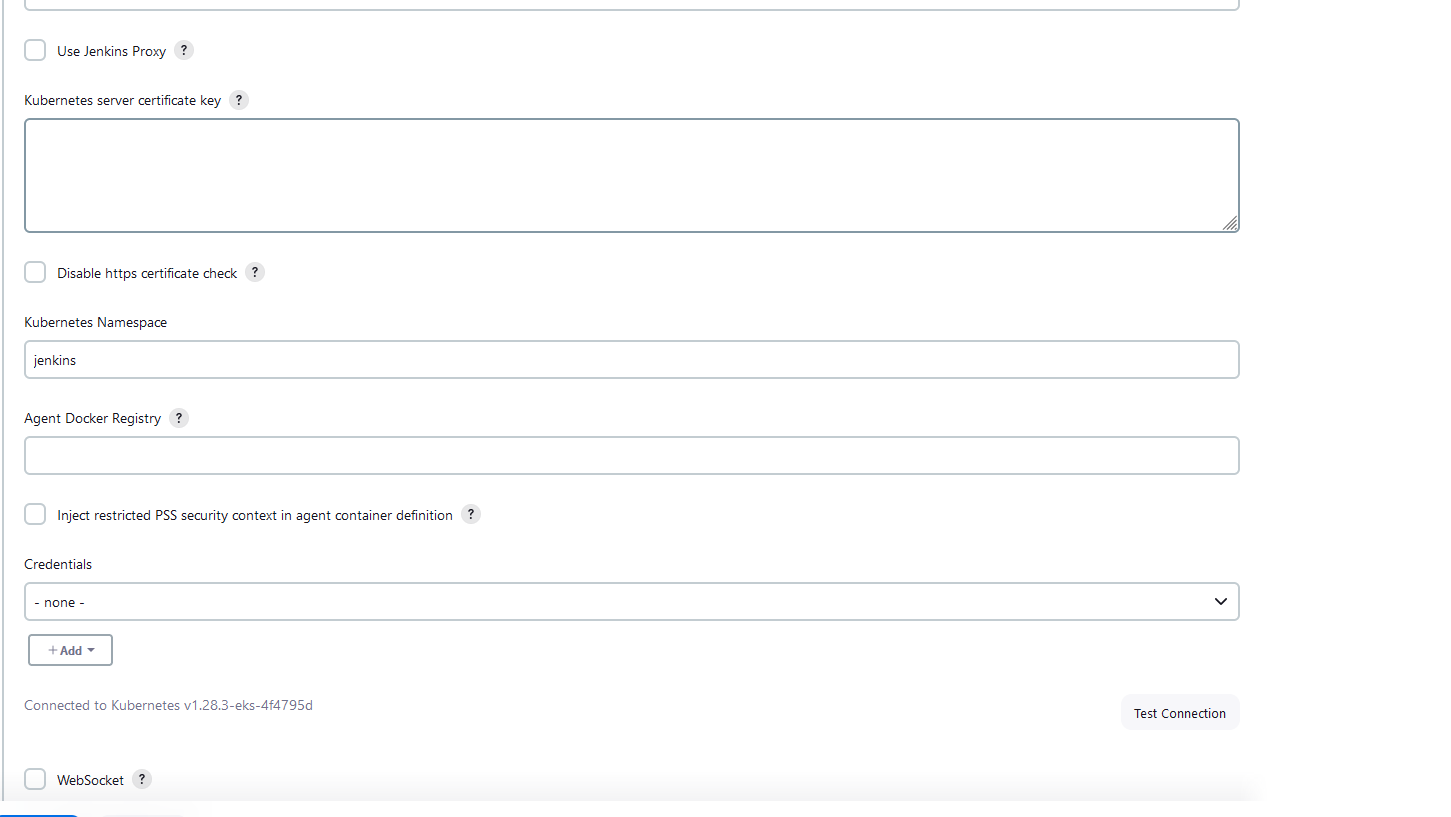 Use Jenkins Proxy ?
Kubernetes server certificate key ?
Disable https certificate check ?
Kubernetes Namespace
jenkins
Agent Docker Registry ?
Inject restricted PSS security context in agent container definition ?
Credentials
- none -
+ Add
Connected to Kubernetes v1.28.3-eks-4f4795d
Test Connection
WebSocket ?